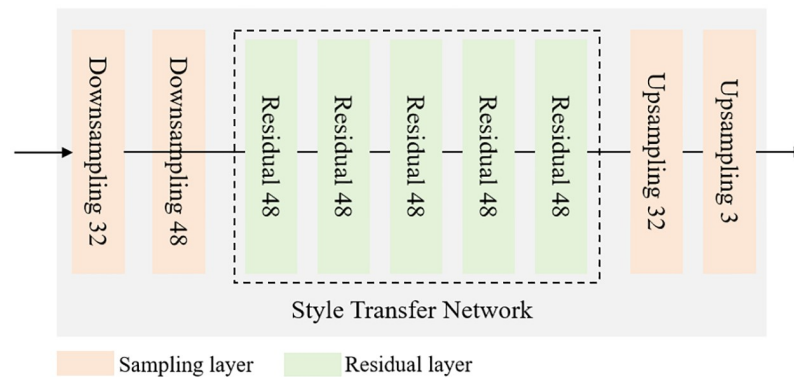 Downsampling 32
Downsampling 48
Residual 48
Residual 48
Residual 48
Residual 48
Residual 48
Upsampling 32
Upsampling 3
Style Transfer Network
Sampling layer
Residual layer